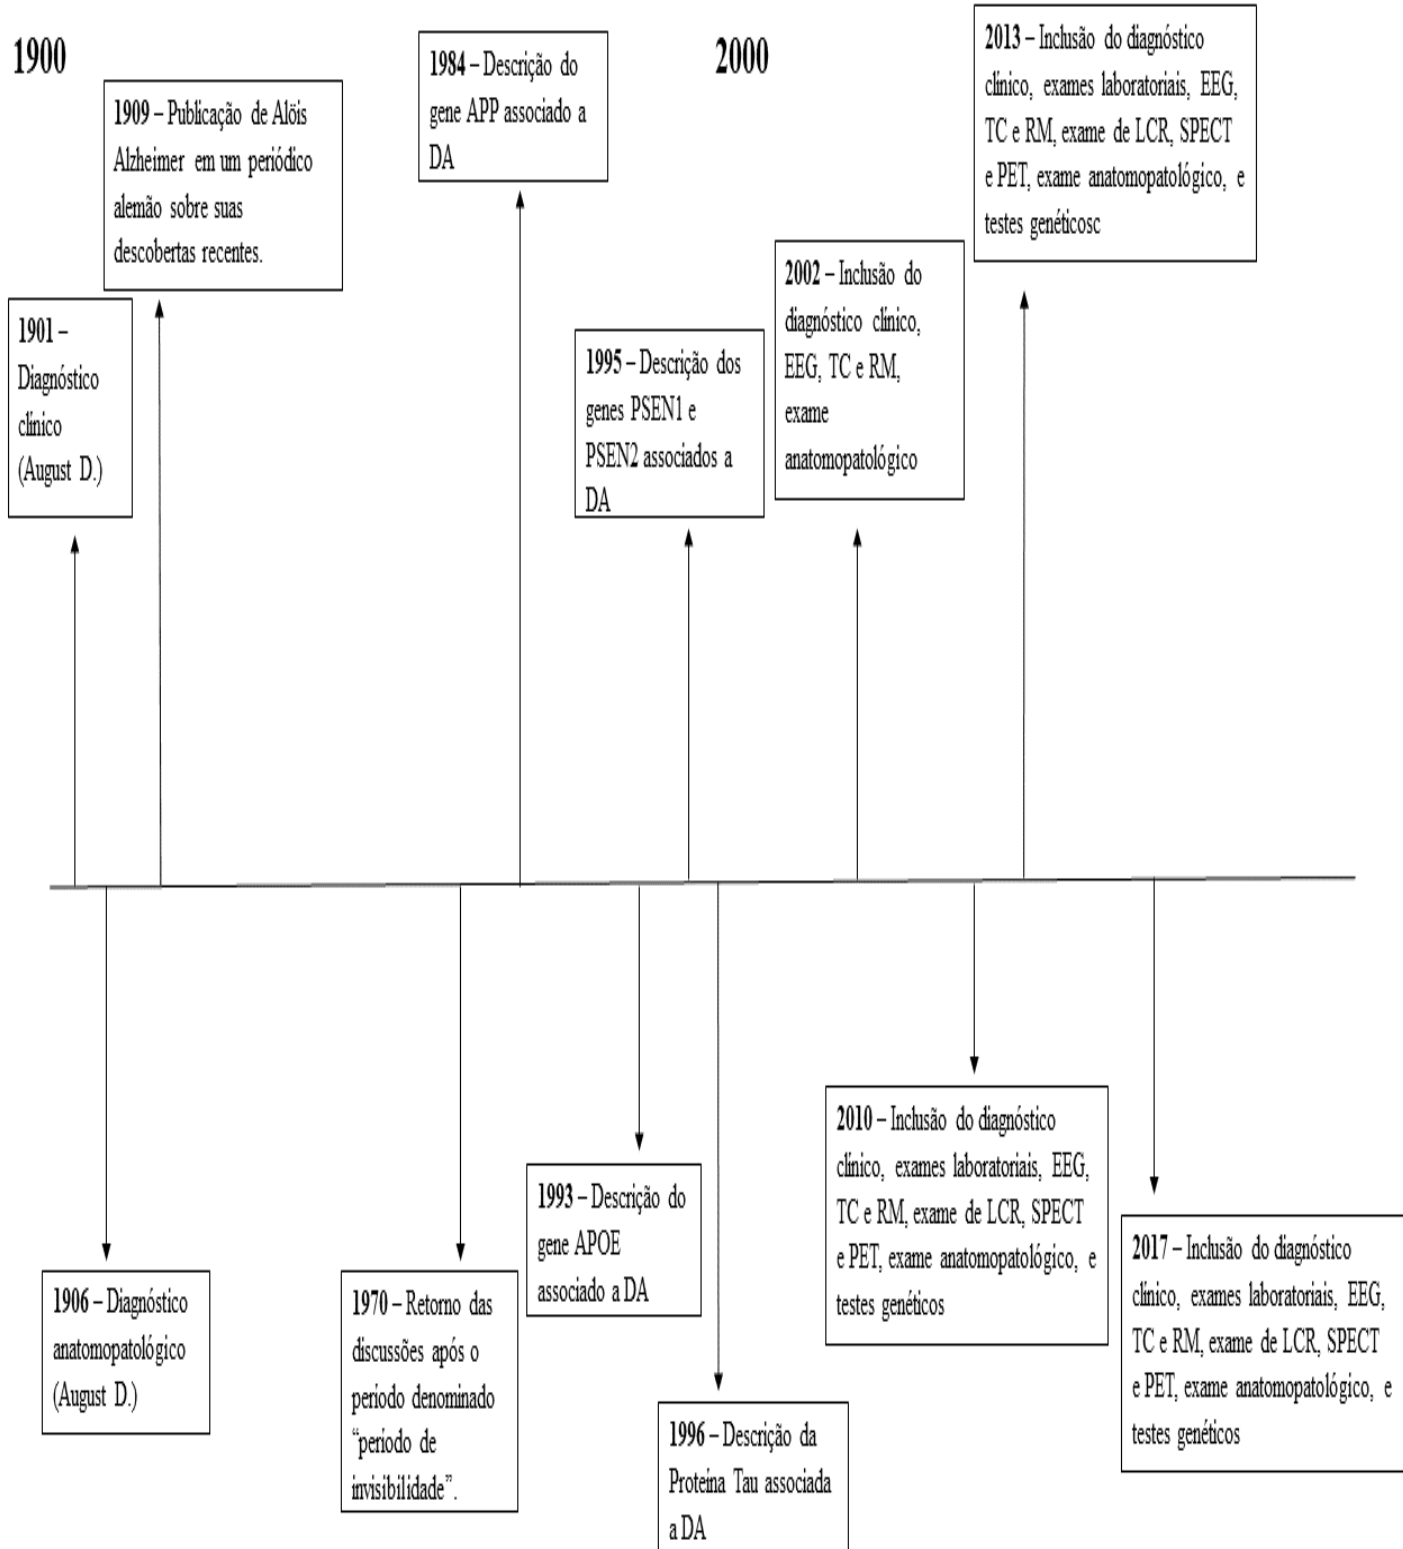 1900
1909 – Publicação de Alöis
Alzheimer em um periódico
alemão sobre suas
descobertas recentes.
1984 – Descrição do
gene APP associado a
DA
2000
2013 – Inclusão do diagnóstico
clínico, exames laboratoriais, EEG,
TC e RM, exame de LCR, SPECT
e PET, exame anatomopatológico, e
testes genéticosc
1901 –
Diagnóstico
clínico
(August D.)
1995 – Descrição dos
genes PSEN1 e
PSEN2 associados a
DA
2002 – Inclusão do
diagnóstico clínico,
EEG, TC e RM,
exame
anatomopatológico
1906 – Diagnóstico
anatomopatológico
(August D.)
1970 – Retorno das
discussões após o
período denominado
“período de
invisibilidade”.
1993 – Descrição do
gene APOE
associado a DA
1996 – Descrição da
Proteína Tau associada
a DA
2010 – Inclusão do diagnóstico
clínico, exames laboratoriais, EEG,
TC e RM, exame de LCR, SPECT
e PET, exame anatomopatológico, e
testes genéticos
2017 – Inclusão do diagnóstico
clínico, exames laboratoriais, EEG,
TC e RM, exame de LCR, SPECT
e PET, exame anatomopatológico, e
testes genéticos